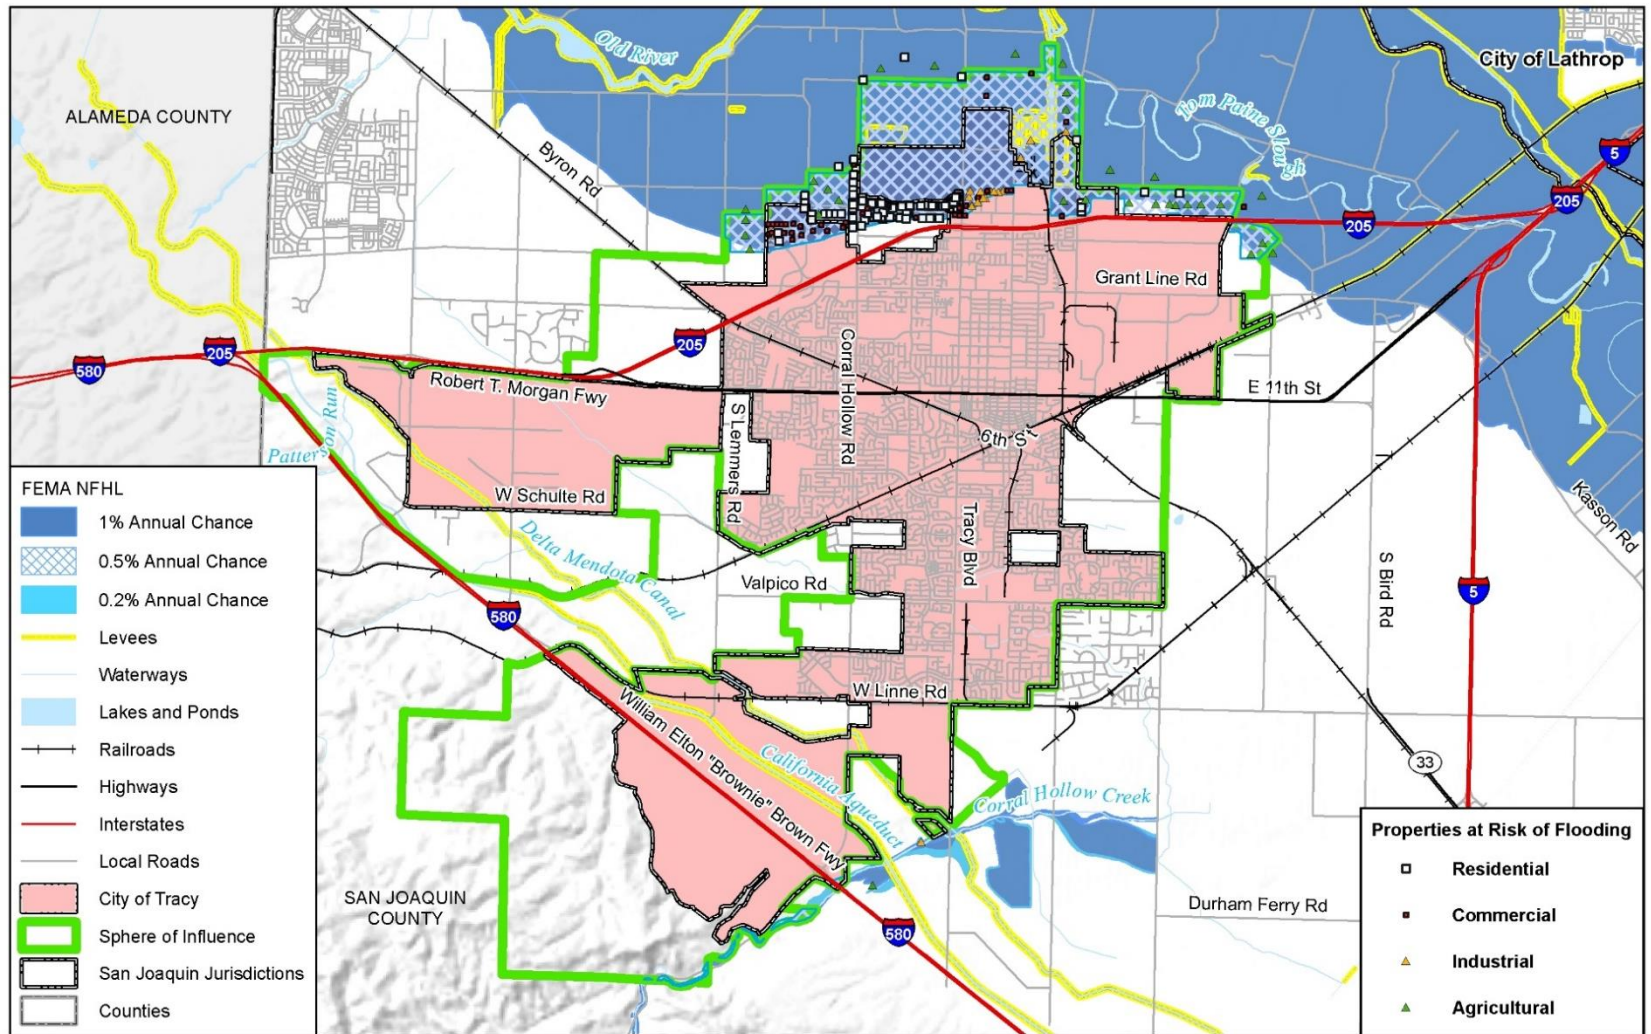 Old River
City of Lathrop
ALAMEDA COUNTY
Tom Paine Slough
5
Byron Rd
205
205
Grant Line Rd
205
205
580
Corral Hollow Rd
Robert T. Morgan Fwy
E 11th St
Patterson Run
S Lemmers Rd
6th St
W Schulte Rd
Kasson Rd
Delta Mendota Canal
Tracy Blvd
Valpico Rd
S Bird Rd
5
580
W Linne Rd
William Elton "Brownie" Brown Fwy
California Aqueduct
33
Corral Hollow Creek
SAN JOAQUIN
COUNTY
Durham Ferry Rd
580
FEMA NFHL
1% Annual Chance
0.5% Annual Chance
0.2% Annual Chance
Levees
Waterways
Lakes and Ponds
Railroads
Highways
Interstates
Local Roads
City of Tracy
Sphere of Influence
San Joaquin Jurisdictions
Counties
Properties at Risk of Flooding
Residential
Commercial
Industrial
Agricultural